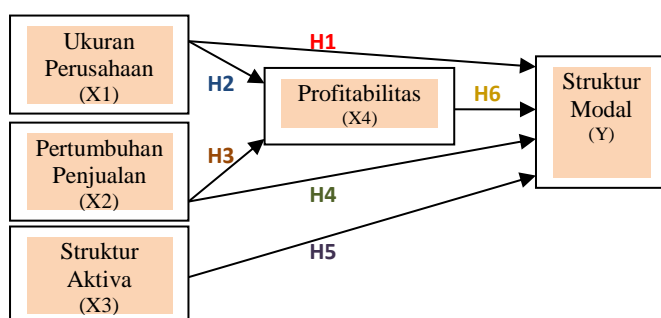 Ukuran
Perusahaan
(X1)
H1
H2
Profitabilitas
(X4)
H6
Struktur
Modal
(Y)
Pertumbuhan
Penjualan
(X2)
H3
H4
Struktur
Aktiva
(X3)
H5